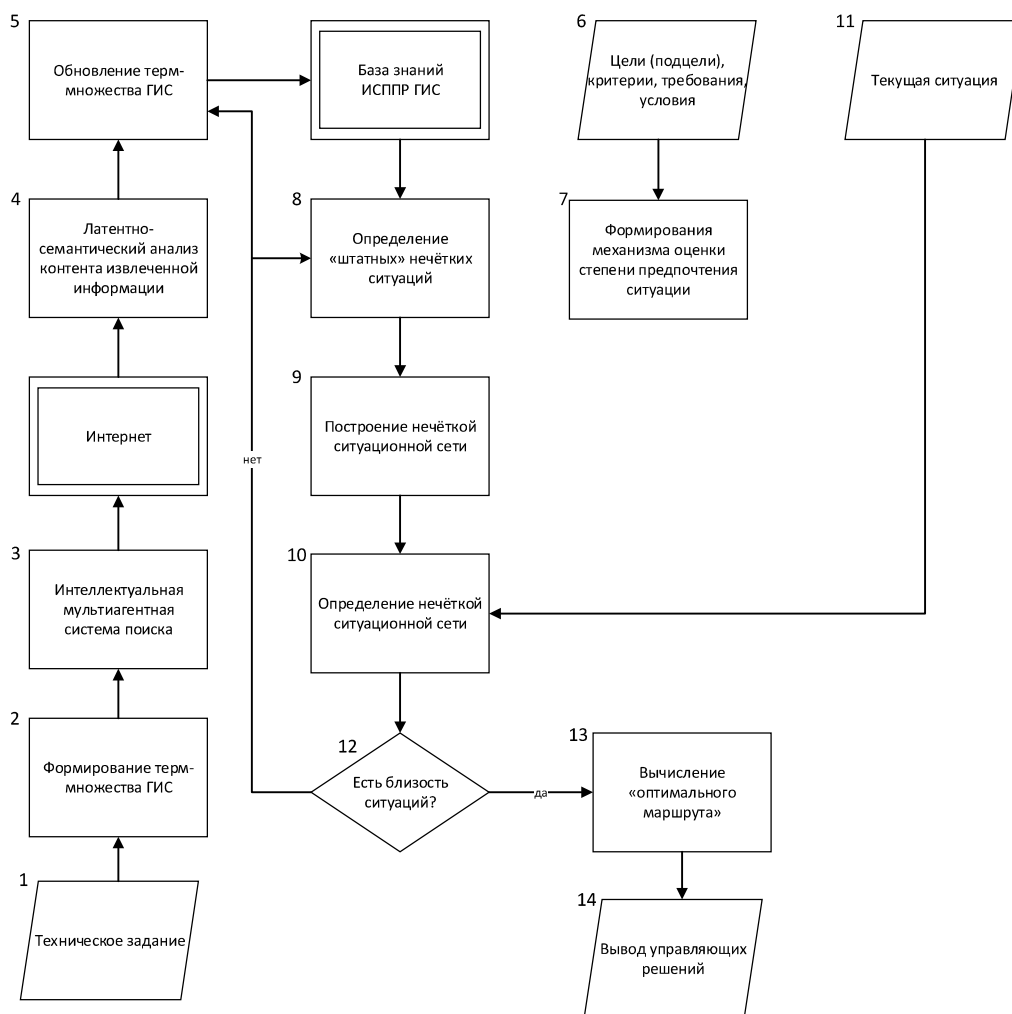 5
Обновление терм-
множества ГИС
База знаний
ИСППР ГИС
6
Цели (подцели),
критерии, требования,
условия
11
Текущая ситуация
4
Латентно-
семантический анализ
контента извлеченной
информации
8
Определение
«штатных» нечётких
ситуаций
7
Формирования
механизма оценки
степени предпочтения
ситуации
Интернет
9
Построение нечёткой
ситуационной сети
нет
3
Интеллектуальная
мультиагентная
система поиска
10
Определение нечёткой
ситуационной сети
2
Формирование терм-
множества ГИС
12
Есть близость
ситуаций?
да
13
Вычисление
«оптимального
маршрута»
1
Техническое задание
14
Вывод управляющих
решений